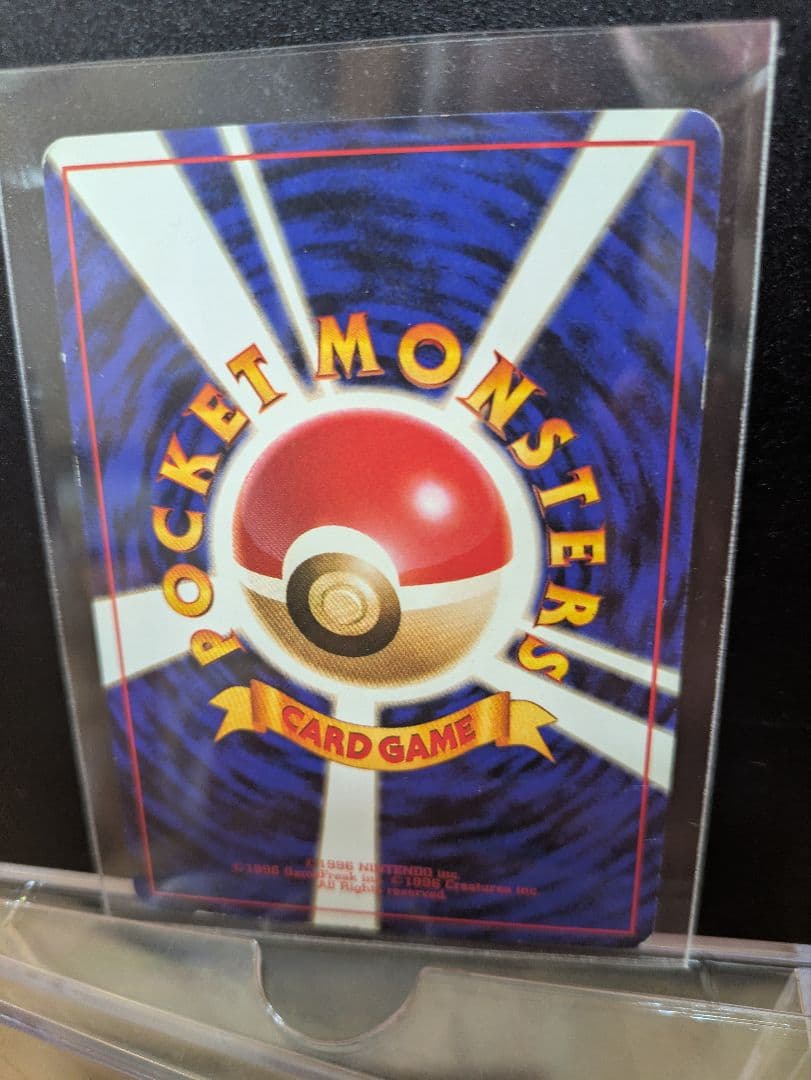 POCKET MONSTERS
CARD GAME
©1996 NINTENDO inc.
©1996 GameFreak inc. ©1996 Creatures inc.
All Rights reserved.